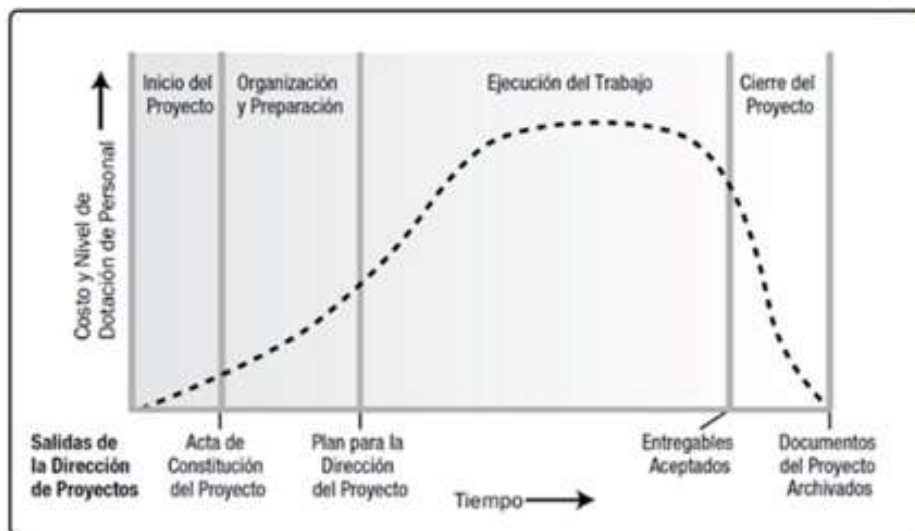 Inicio del
Proyecto
Organización
y Preparación
Ejecución del Trabajo
Cierre del
Proyecto
Costo y Nivel de
Dotación de Personal
Salidas de
la Dirección
de Proyectos
Acta de
Constitución
del Proyecto
Plan para la
Dirección
del Proyecto
Entregables
Aceptados
Documentos
del Proyecto
Archivados
Tiempo